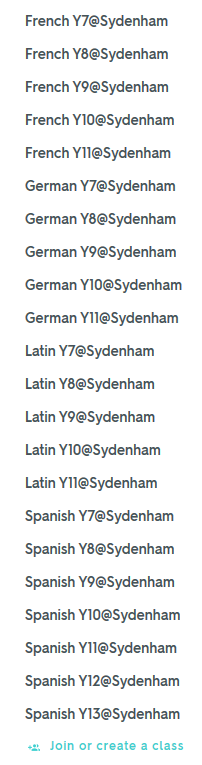 French Y7@Sydenham
French Y8@Sydenham
French Y9@Sydenham
French Y10@Sydenham
French Y11@Sydenham
German Y7@Sydenham
German Y8@Sydenham
German Y9@Sydenham
German Y10@Sydenham
German Y11@Sydenham
Latin Y7@Sydenham
Latin Y8@Sydenham
Latin Y9@Sydenham
Latin Y10@Sydenham
Latin Y11@Sydenham
Spanish Y7@Sydenham
Spanish Y8@Sydenham
Spanish Y9@Sydenham
Spanish Y10@Sydenham
Spanish Y11@Sydenham
Spanish Y12@Sydenham
Spanish Y13@Sydenham
Join or create a class